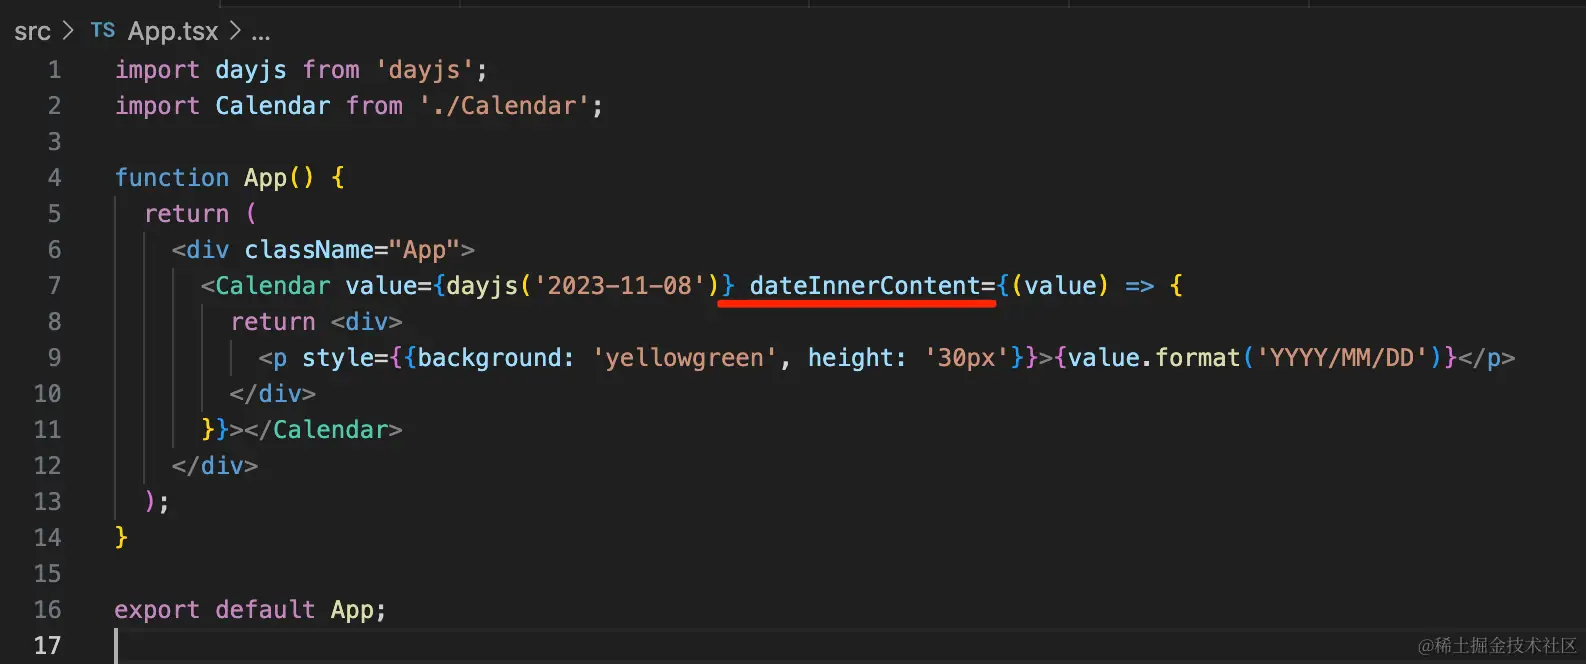 src > TS App.tsx > ...
1 import dayjs from 'dayjs';
2 import Calendar from './Calendar';
3
4 function App() {
5   return (
6     <div className="App">
7       <Calendar value={dayjs('2023-11-08')} dateInnerContent={(value) => {
8         return <div>
9           <p style={{background: 'yellowgreen', height: '30px'}}>{value.format('YYYY/MM/DD')}</p>
10         </div>
11       }}></Calendar>
12     </div>
13   );
14 }
15
16 export default App;
17
@稀土掘金技术社区